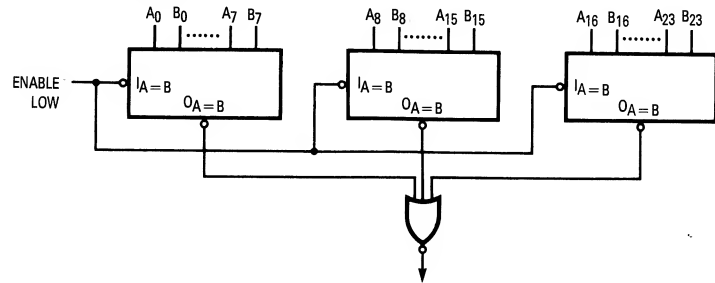 A0 B0 ...... A7 B7
A8 B8 ....... A15 B15
A16 B16 ....... A23 B23
ENABLE
LOW
IA = B
OA = B
IA = B
OA = B
IA = B
OA = B